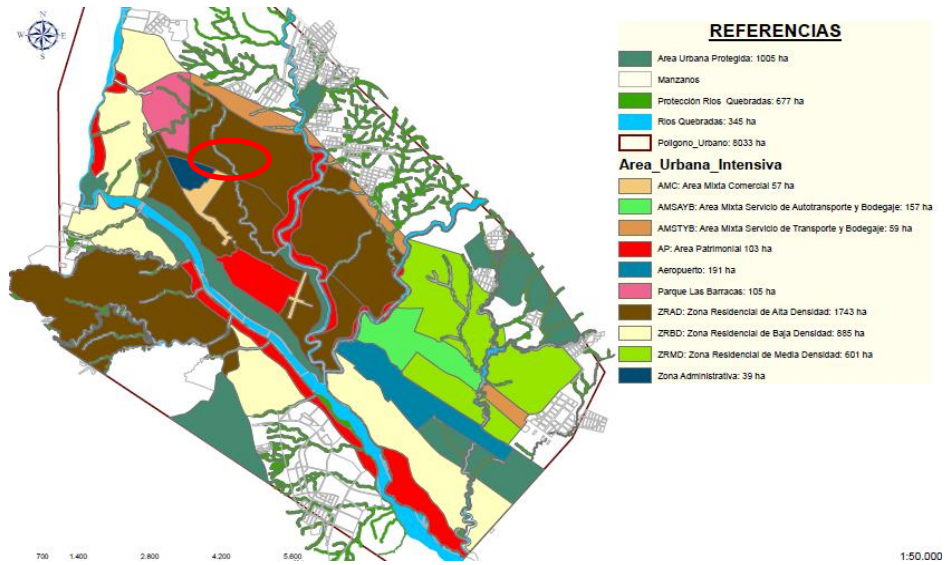 N
W
E
S
REFERENCIAS
Area Urbana Protegida: 1005 ha
Manzanos
Protección Ríos Quebradas: 677 ha
Ríos Quebradas: 345 ha
Poligono_Urbano: 8033 ha
Area_Urbana_Intensiva
AMC: Area Mixta Comercial 57 ha
AMSAYB: Area Mixta Servicio de Autotransporte y Bodegaje: 157 ha
AMSTYB: Area Mixta Servicio de Transporte y Bodegaje: 59 ha
AP: Area Patrimonial 103 ha
Aeropuerto: 191 ha
Parque Las Barracas: 105 ha
ZRAD: Zona Residencial de Alta Densidad: 1743 ha
ZRBD: Zona Residencial de Baja Densidad: 885 ha
ZRMD: Zona Residencial de Media Densidad: 601 ha
Zona Administrativa: 39 ha
700 1.400 2.800 4.200 5.600
1:50.000